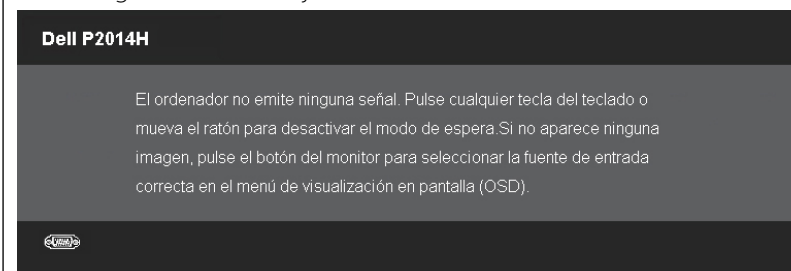 Dell P2014H
El ordenador no emite ninguna señal. Pulse cualquier tecla del teclado o
mueva el ratón para desactivar el modo de espera.Si no aparece ninguna
imagen, pulse el botón del monitor para seleccionar la fuente de entrada
correcta en el menú de visualización en pantalla (OSD).